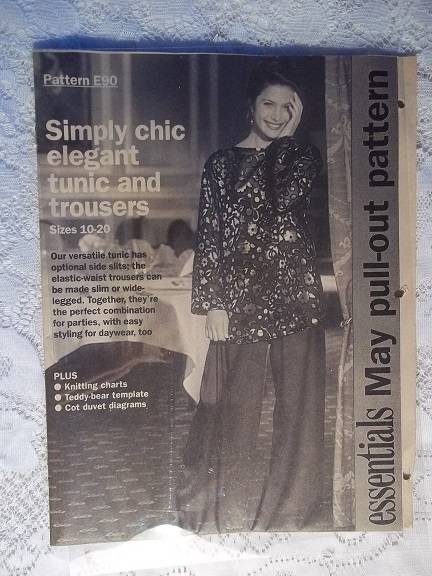 Pattern E90
Simply chic
elegant
tunic and
trousers
Sizes 10-20
Our versatile tunic has
optional side slits; the
elastic-waist trousers can
be made slim or wide-
legged. Together, they're
the perfect combination
for parties, with easy
styling for daywear, too
PLUS
● Knitting charts
● Teddy-bear template
● Cot duvet diagrams
essentials May pull-out pattern